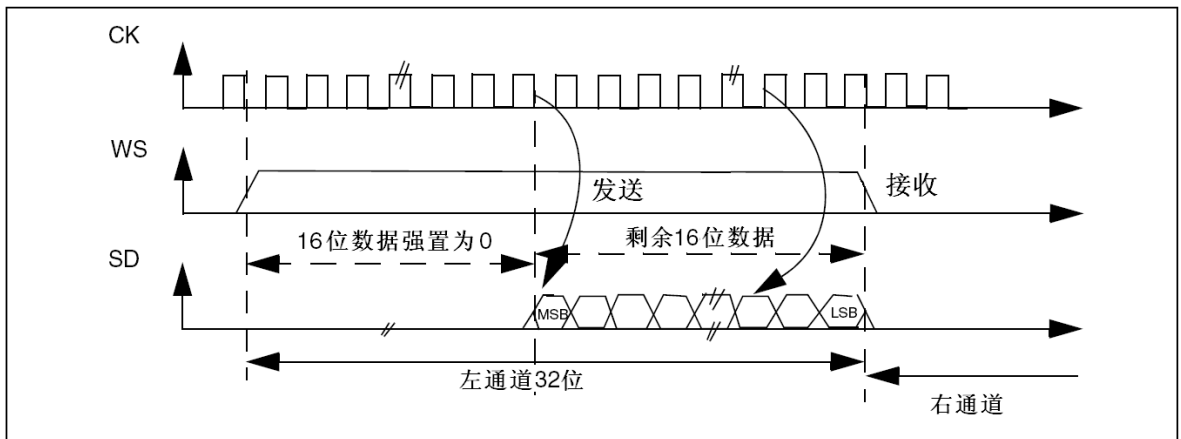 CK
WS
发送
接收
16位数据强置为0
剩余16位数据
SD
MSB
LSB
左通道32位
右通道